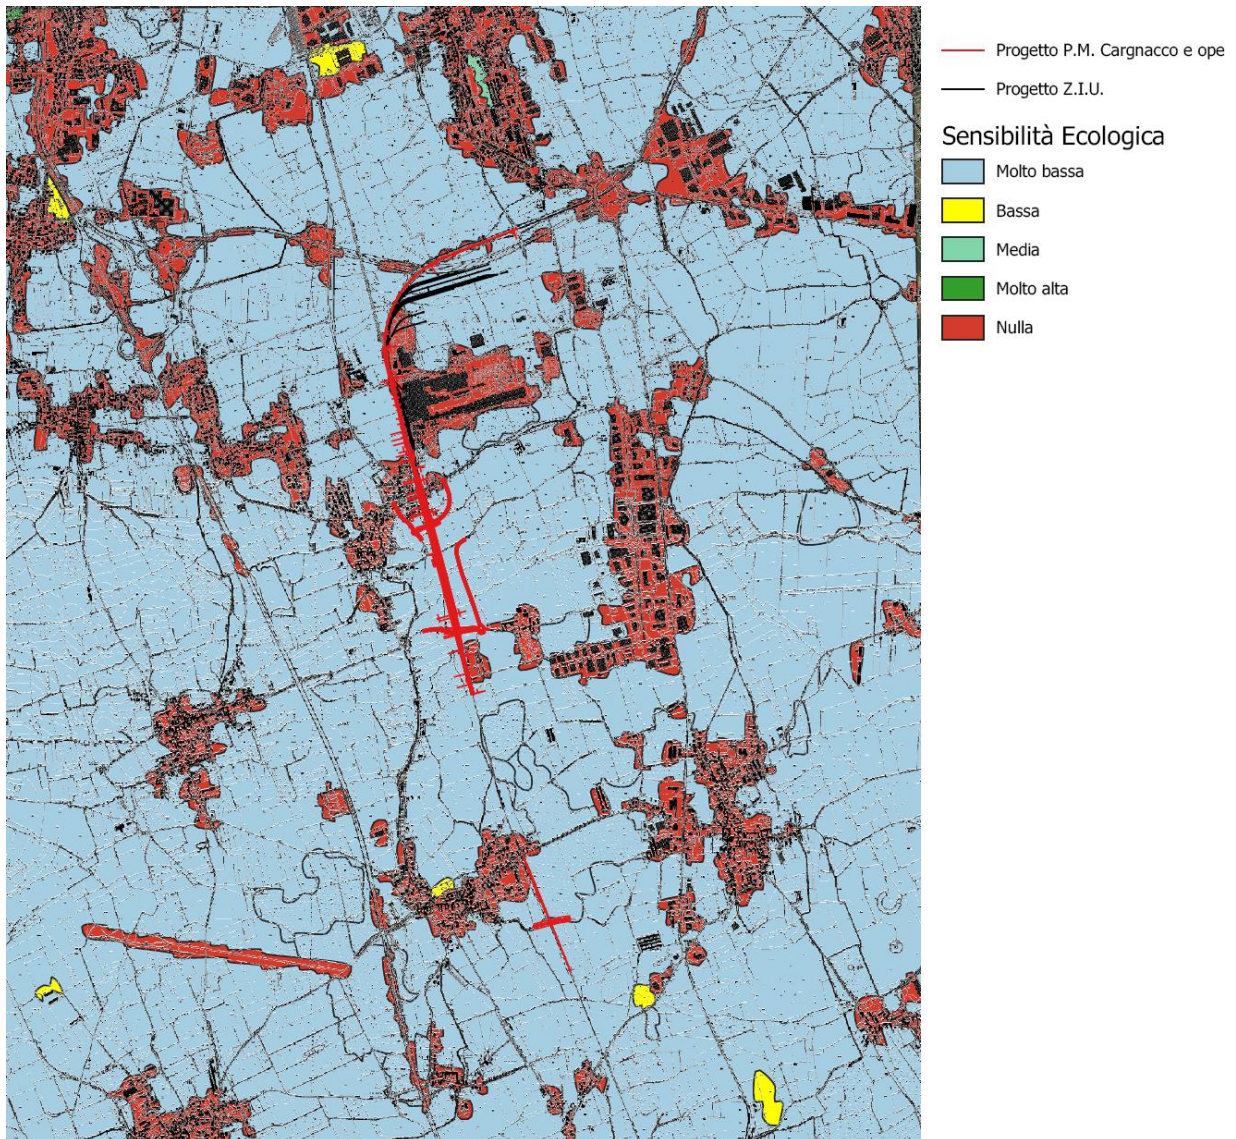 Progetto P.M. Cargnacco e ope
Progetto Z.I.U.
Sensibilità Ecologica
Molto bassa
Bassa
Media
Molto alta
Nulla